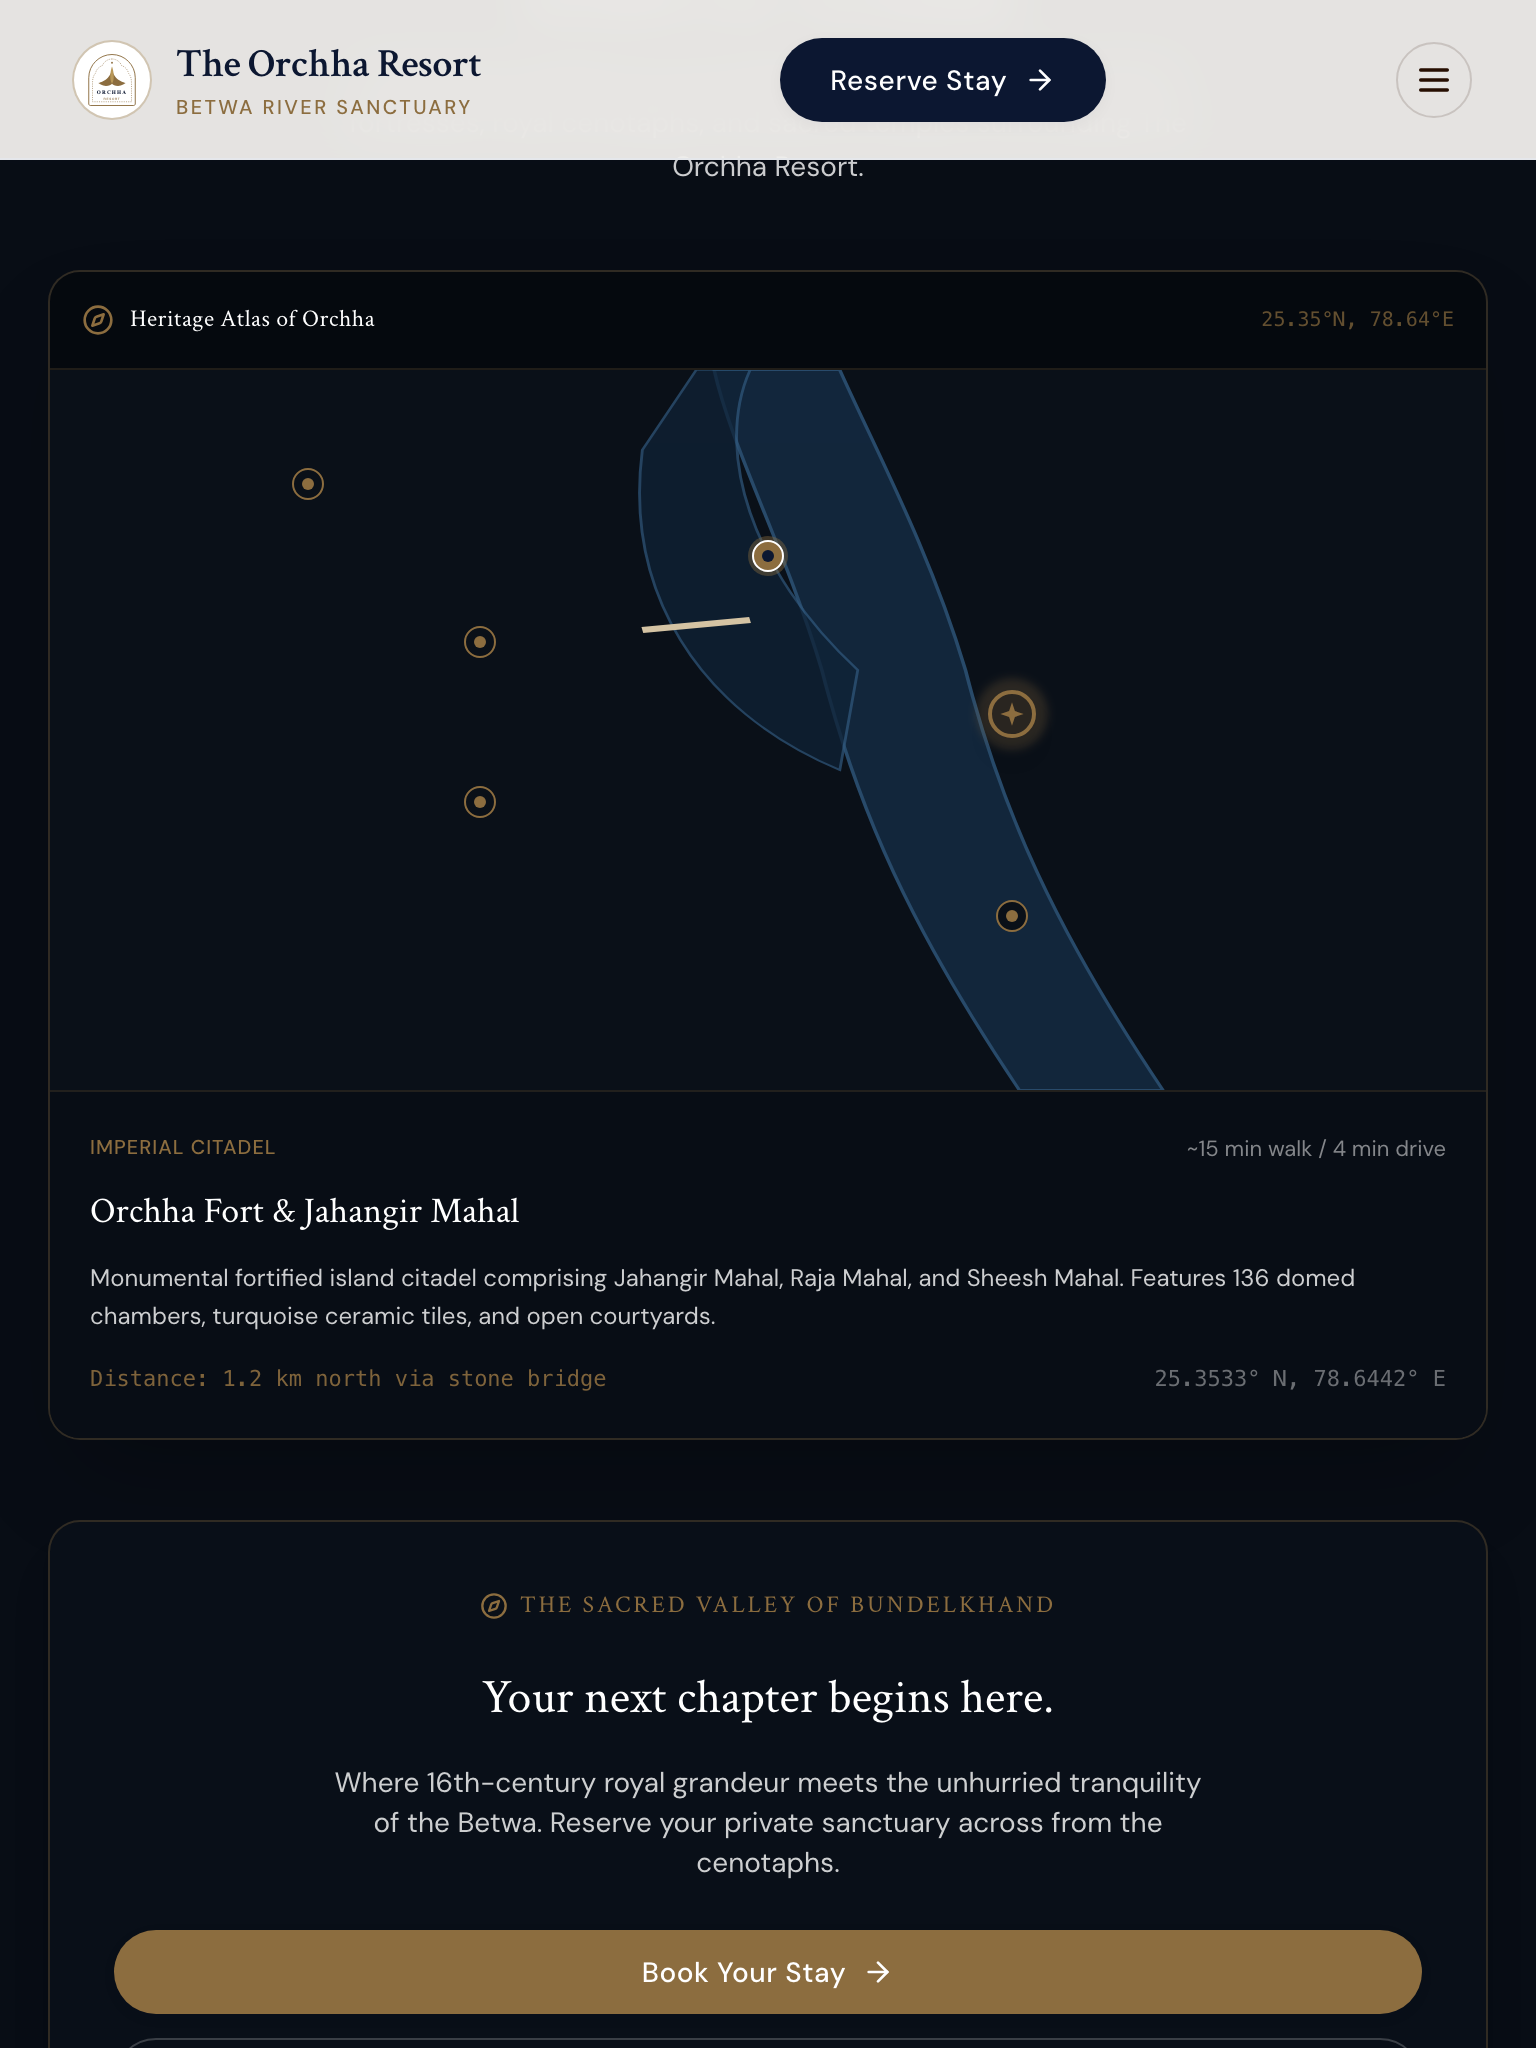 The Orchha Resort
BETWA RIVER SANCTUARY
ORCHHA
RESORT
Reserve Stay
Orchha Resort.
Heritage Atlas of Orchha
25.35°N, 78.64°E
IMPERIAL CITADEL
~15 min walk / 4 min drive
Orchha Fort & Jahangir Mahal
Monumental fortified island citadel comprising Jahangir Mahal, Raja Mahal, and Sheesh Mahal. Features 136 domed
chambers, turquoise ceramic tiles, and open courtyards.
Distance: 1.2 km north via stone bridge
25.3533° N, 78.6442° E
THE SACRED VALLEY OF BUNDELKHAND
Your next chapter begins here.
Where 16th-century royal grandeur meets the unhurried tranquility
of the Betwa. Reserve your private sanctuary across from the
cenotaphs.
Book Your Stay